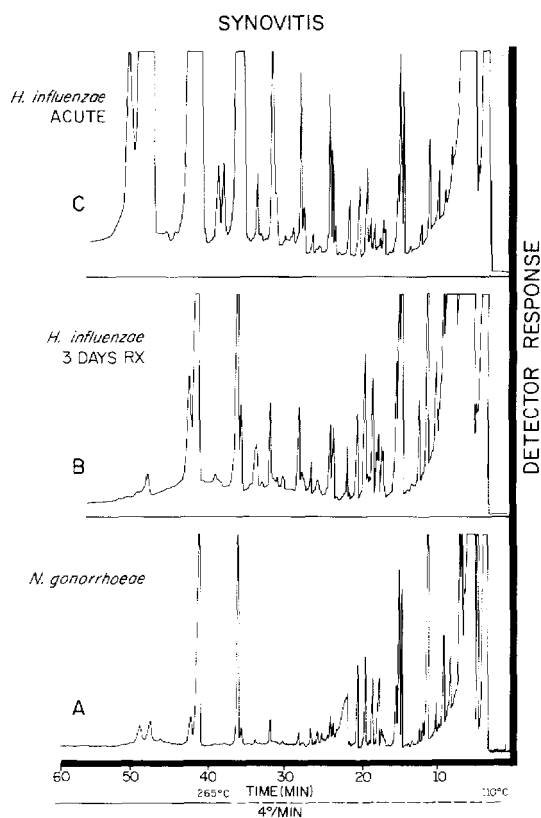 SYNOVITIS
H. influenzae
ACUTE
C
H. influenzae
3 DAYS RX
B
N. gonorrhoeae
A
DETECTOR RESPONSE
60 50 40 30 20 10
265°C TIME (MIN) 110°C
4°/MIN